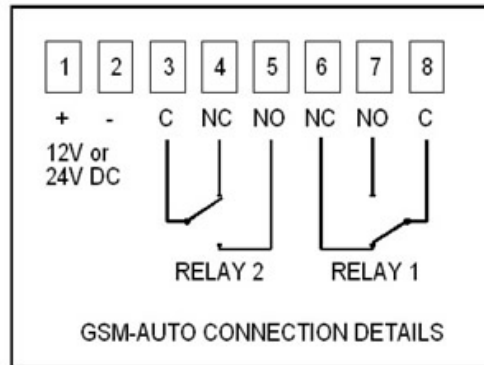 1 2 3 4 5 6 7 8
+ - C NC NO NC NO C
12V or
24V DC
RELAY 2 RELAY 1
GSM-AUTO CONNECTION DETAILS